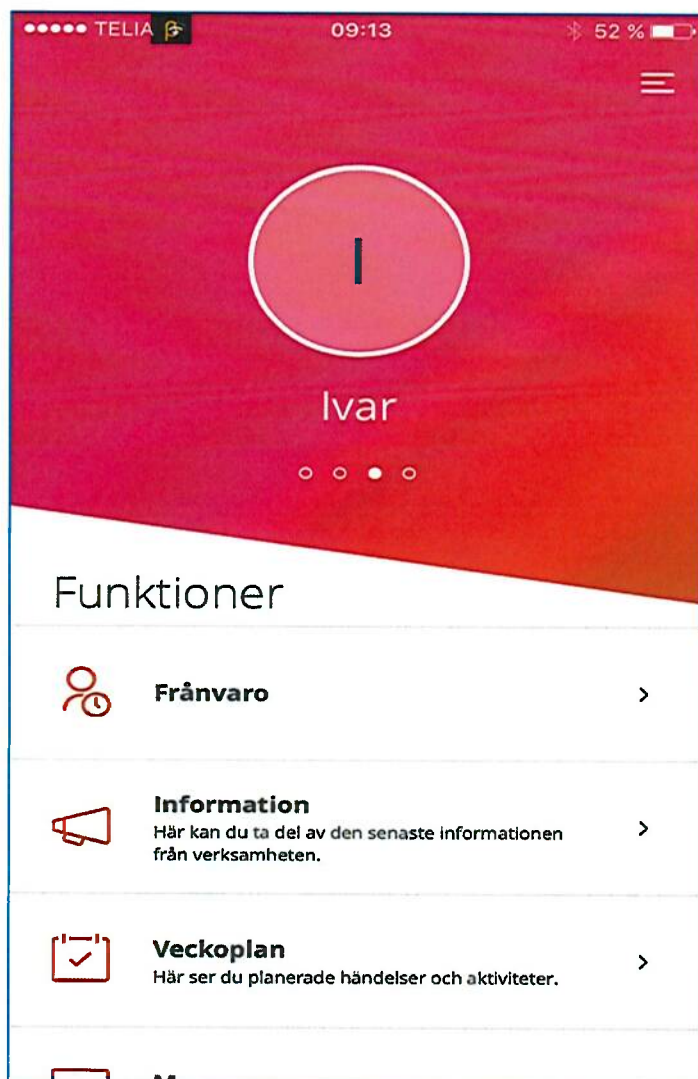 TELIA 09:13 52 %
I
Ivar
Funktioner
Frånvaro
Information
Här kan du ta del av den senaste informationen
från verksamheten.
Veckoplan
Här ser du planerade händelser och aktiviteter.